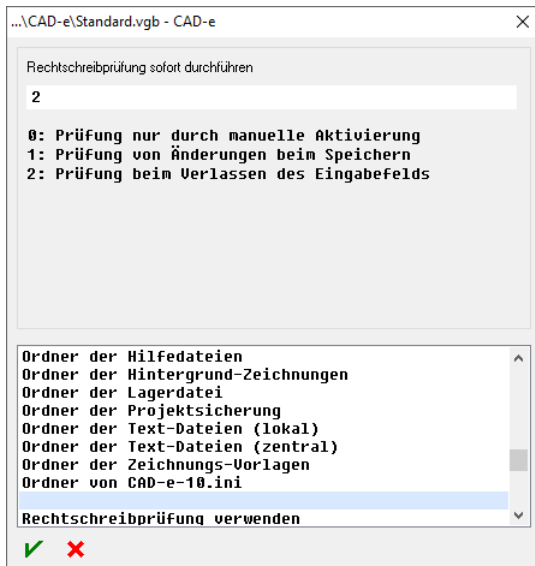 ...\CAD-e\Standard.vgb - CAD-e
Rechtschreibprüfung sofort durchführen
2
0: Prüfung nur durch manuelle Aktivierung
1: Prüfung von Änderungen beim Speichern
2: Prüfung beim Verlassen des Eingabefelds
Ordner der Hilfedateien
Ordner der Hintergrund-Zeichnungen
Ordner der Lagerdatei
Ordner der Projektsicherung
Ordner der Text-Dateien (lokal)
Ordner der Text-Dateien (zentral)
Ordner der Zeichnungs-Vorlagen
Ordner von CAD-e-10.ini
Rechtschreibprüfung verwenden